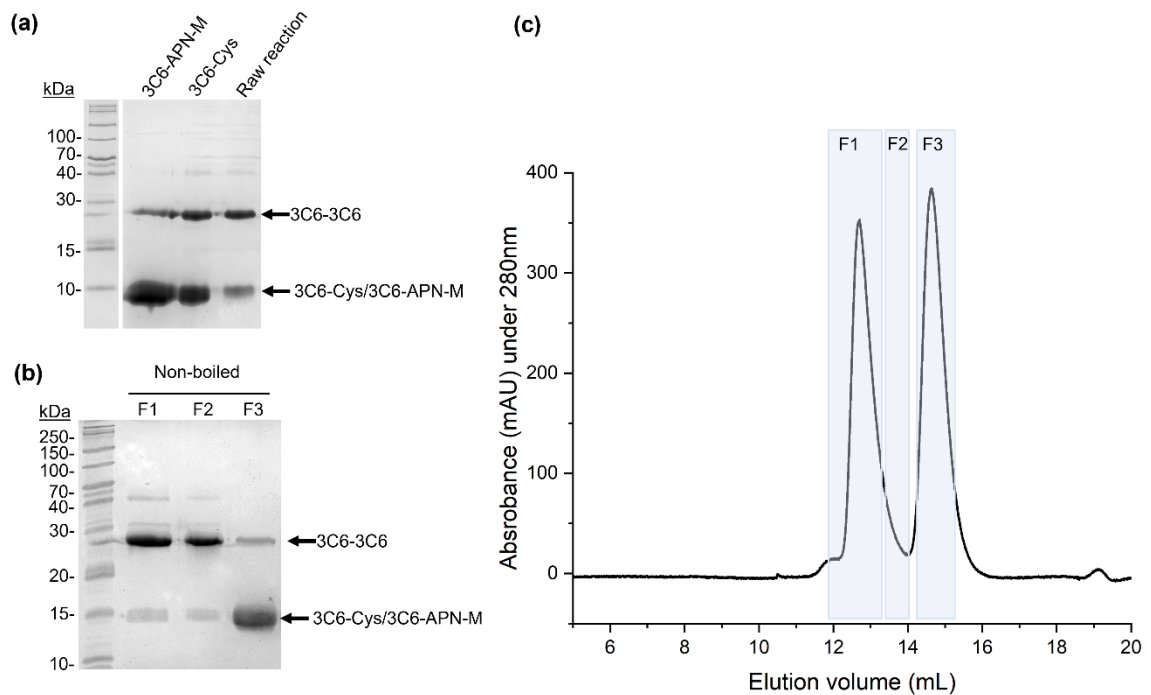 (a)
3C6-APN-M
3C6-Cys
Raw reaction
kDa
100-
70-
40-
30-
15-
10-
3C6-3C6
3C6-Cys/3C6-APN-M
(b)
Non-boiled
kDa
F1 F2 F3
250-
150-
100-
70-
40-
30-
20-
15-
10-
3C6-3C6
3C6-Cys/3C6-APN-M
(c)
F1 F2 F3
Absrobance (mAU) under 280nm
400
300
200
100
0
6 8 10 12 14 16 18 20
Elution volume (mL)